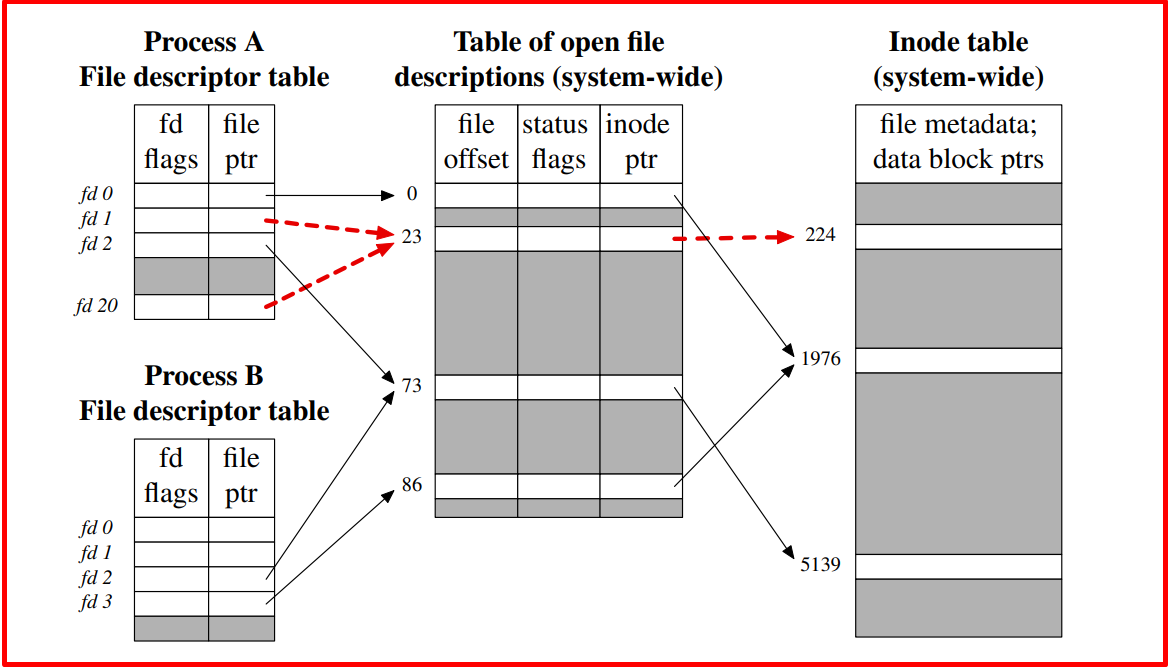 Process A
File descriptor table
fd
flags
file
ptr
fd 0
fd 1
fd 2
fd 20
Process B
File descriptor table
fd
flags
file
ptr
fd 0
fd 1
fd 2
fd 3
Table of open file
descriptions (system-wide)
file
offset
status
flags
inode
ptr
0
23
73
86
Inode table
(system-wide)
file metadata;
data block ptrs
224
1976
5139